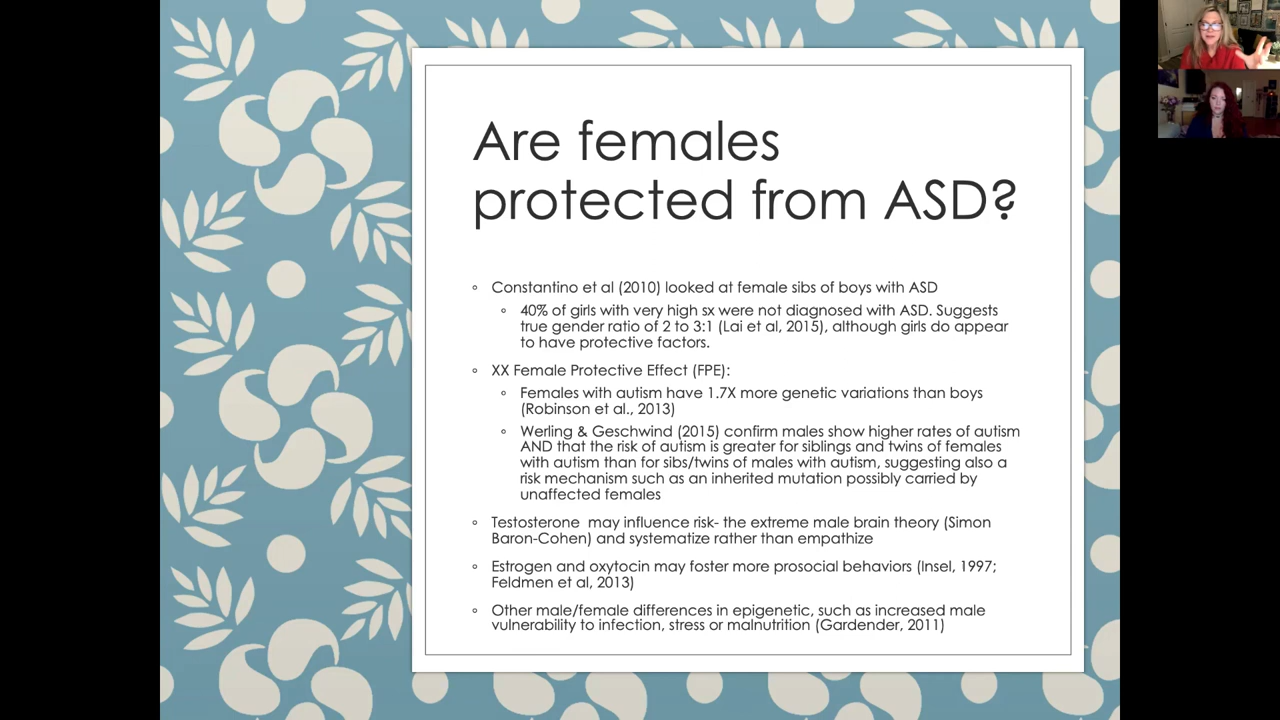 Are females
protected from ASD?
◦ Constantino et al (2010) looked at female sibs of boys with ASD
◦ 40% of girls with very high sx were not diagnosed with ASD. Suggests
true gender ratio of 2 to 3:1 (Lai et al, 2015), although girls do appear
to have protective factors.
◦ XX Female Protective Effect (FPE):
◦ Females with autism have 1.7X more genetic variations than boys
(Robinson et al., 2013)
◦ Werling & Geschwind (2015) confirm males show higher rates of autism
AND that the risk of autism is greater for siblings and twins of females
with autism than for sibs/twins of males with autism, suggesting also a
risk mechanism such as an inherited mutation possibly carried by
unaffected females
◦ Testosterone  may influence risk- the extreme male brain theory (Simon
Baron-Cohen) and systematize rather than empathize
◦ Estrogen and oxytocin may foster more prosocial behaviors (Insel, 1997;
Feldmen et al, 2013)
◦ Other male/female differences in epigenetic, such as increased male
vulnerability to infection, stress or malnutrition (Gardender, 2011)